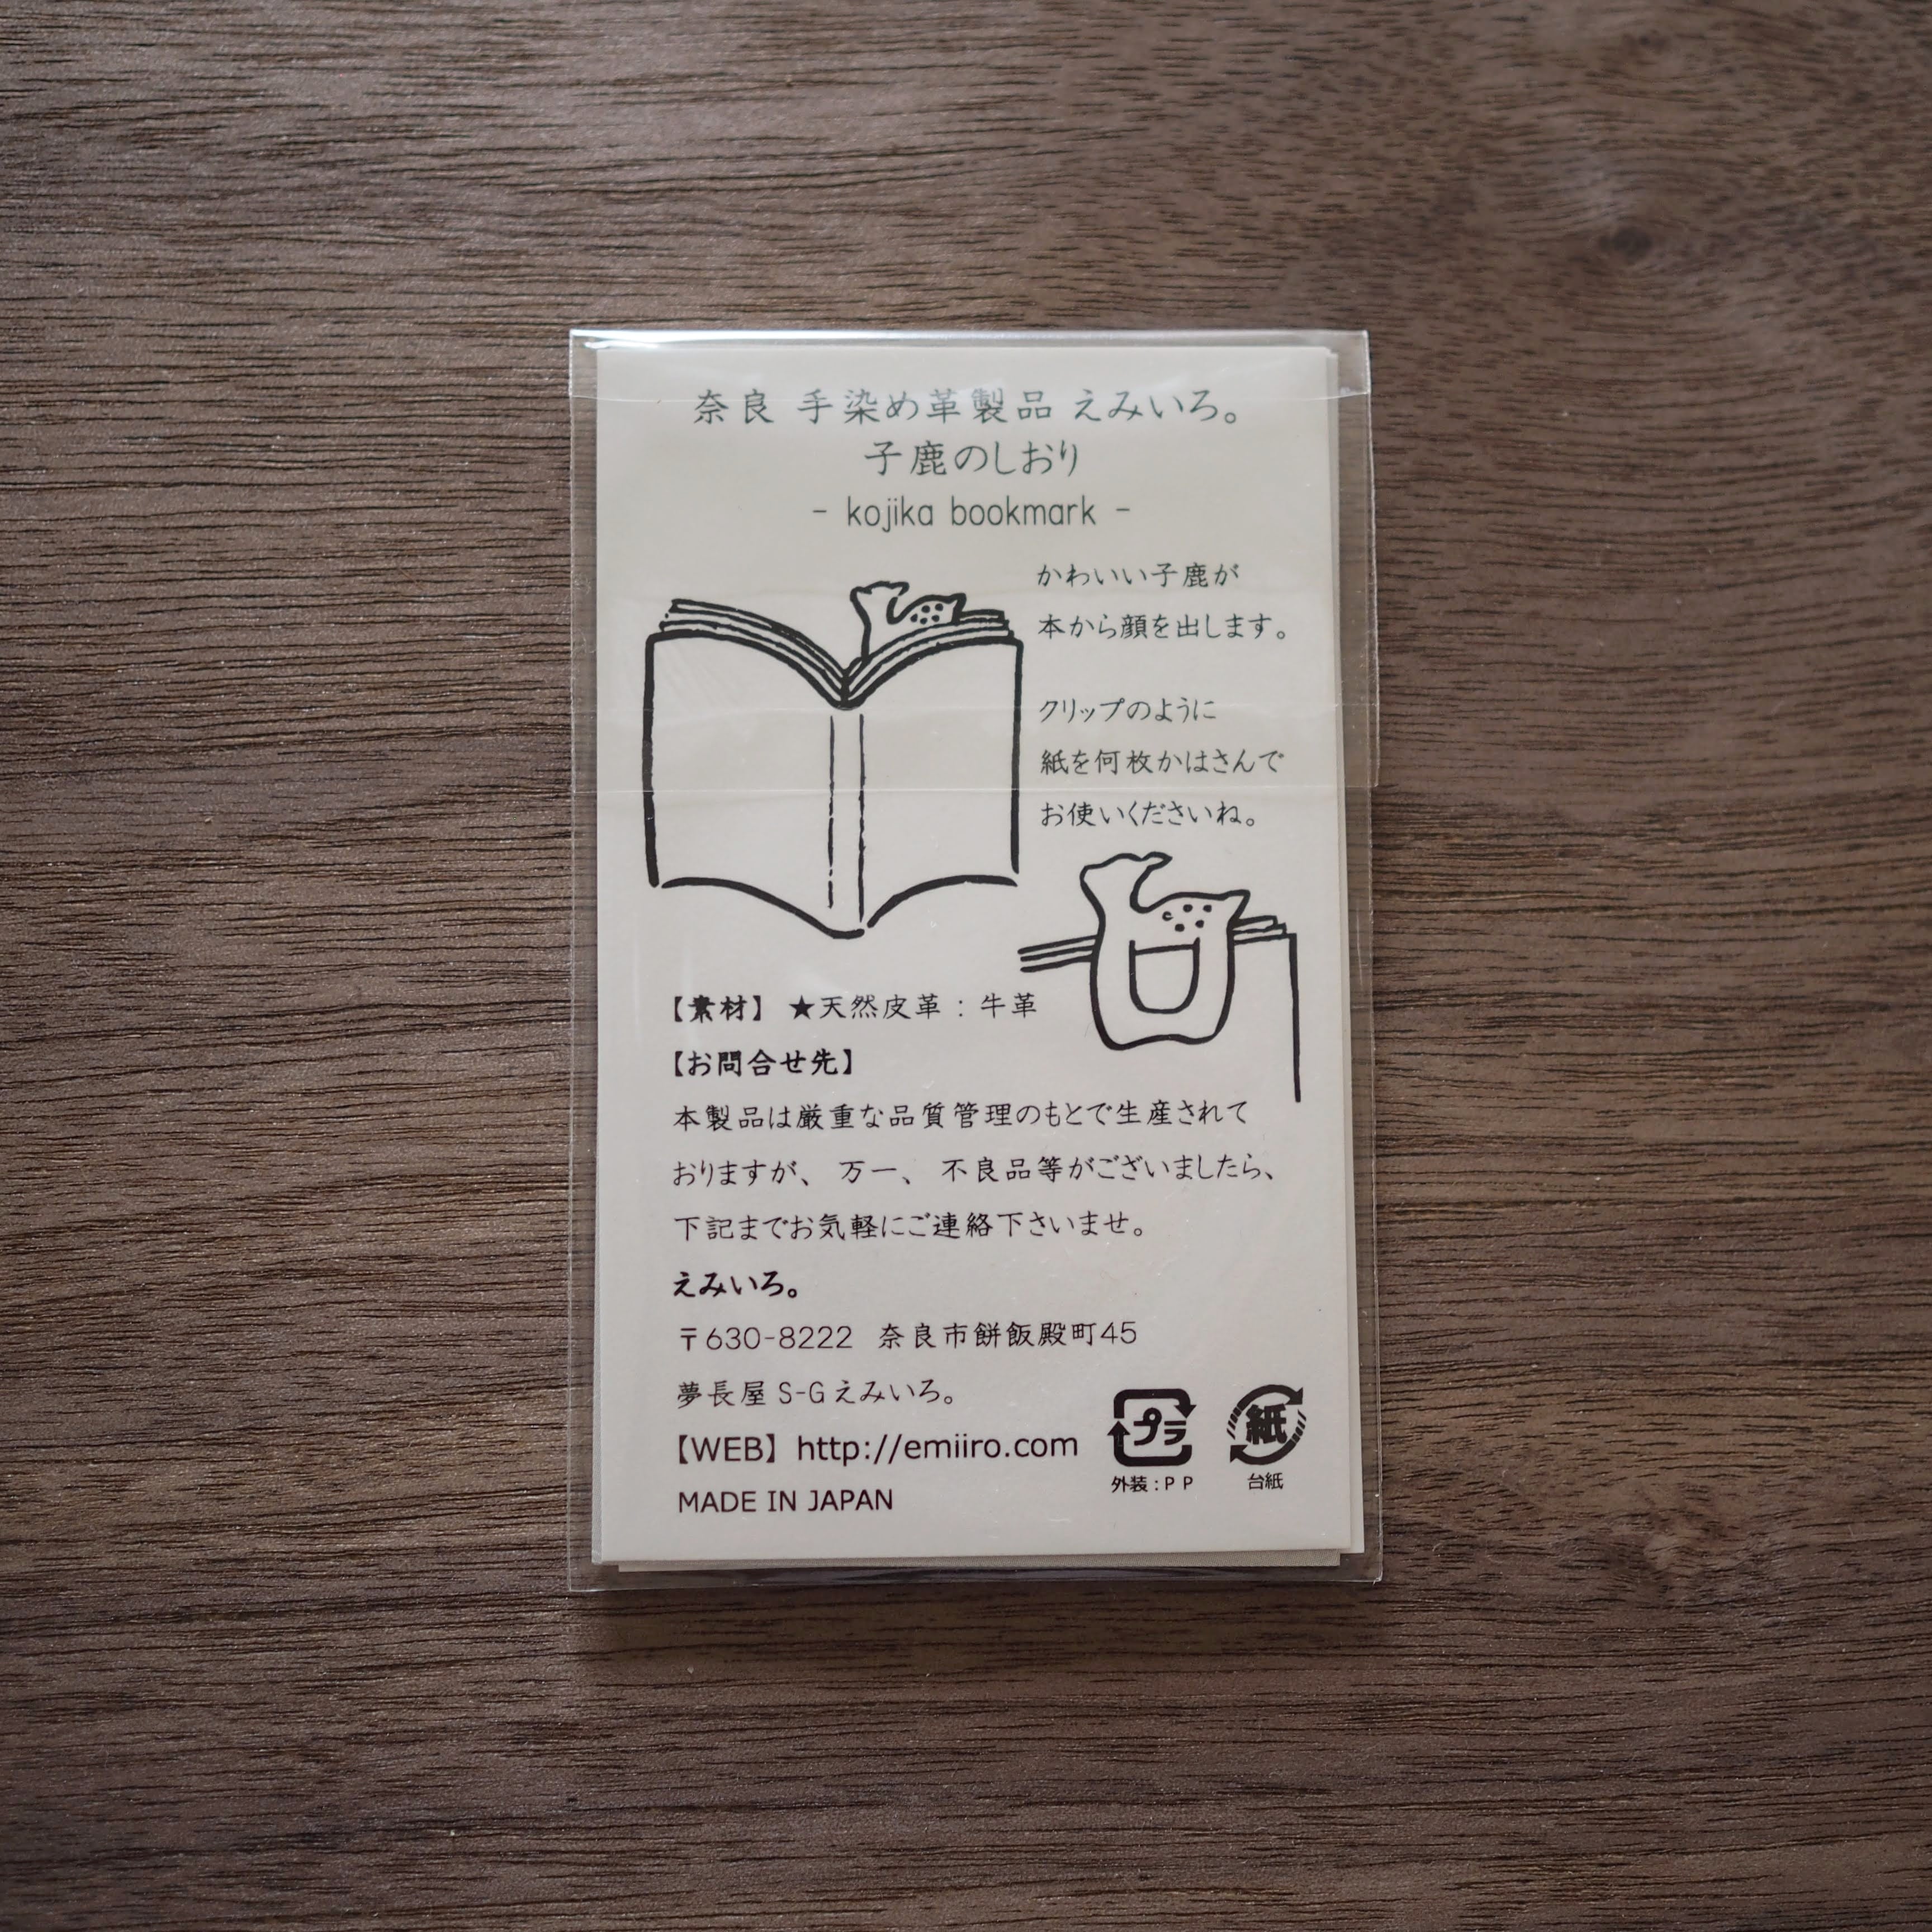 奈良 手染め革製品 えみいろ。
子鹿のしおり
- kojika bookmark -
かわいい子鹿が
本から顔を出します。
クリップのように
紙を何枚かはさんで
お使いくださいね。
【素材】 ★天然皮革：牛革
【お問合せ先】
本製品は厳重な品質管理のもとで生産されて
おりますが、 万一、 不良品等がございましたら、
下記までお気軽にご連絡下さいませ。
えみいろ。
〒630-8222 奈良市餅飯殿町45
夢長屋 S-Gえみいろ。
【WEB】 http://emiiro.com
MADE IN JAPAN
プラ
外装：PP
紙
台紙